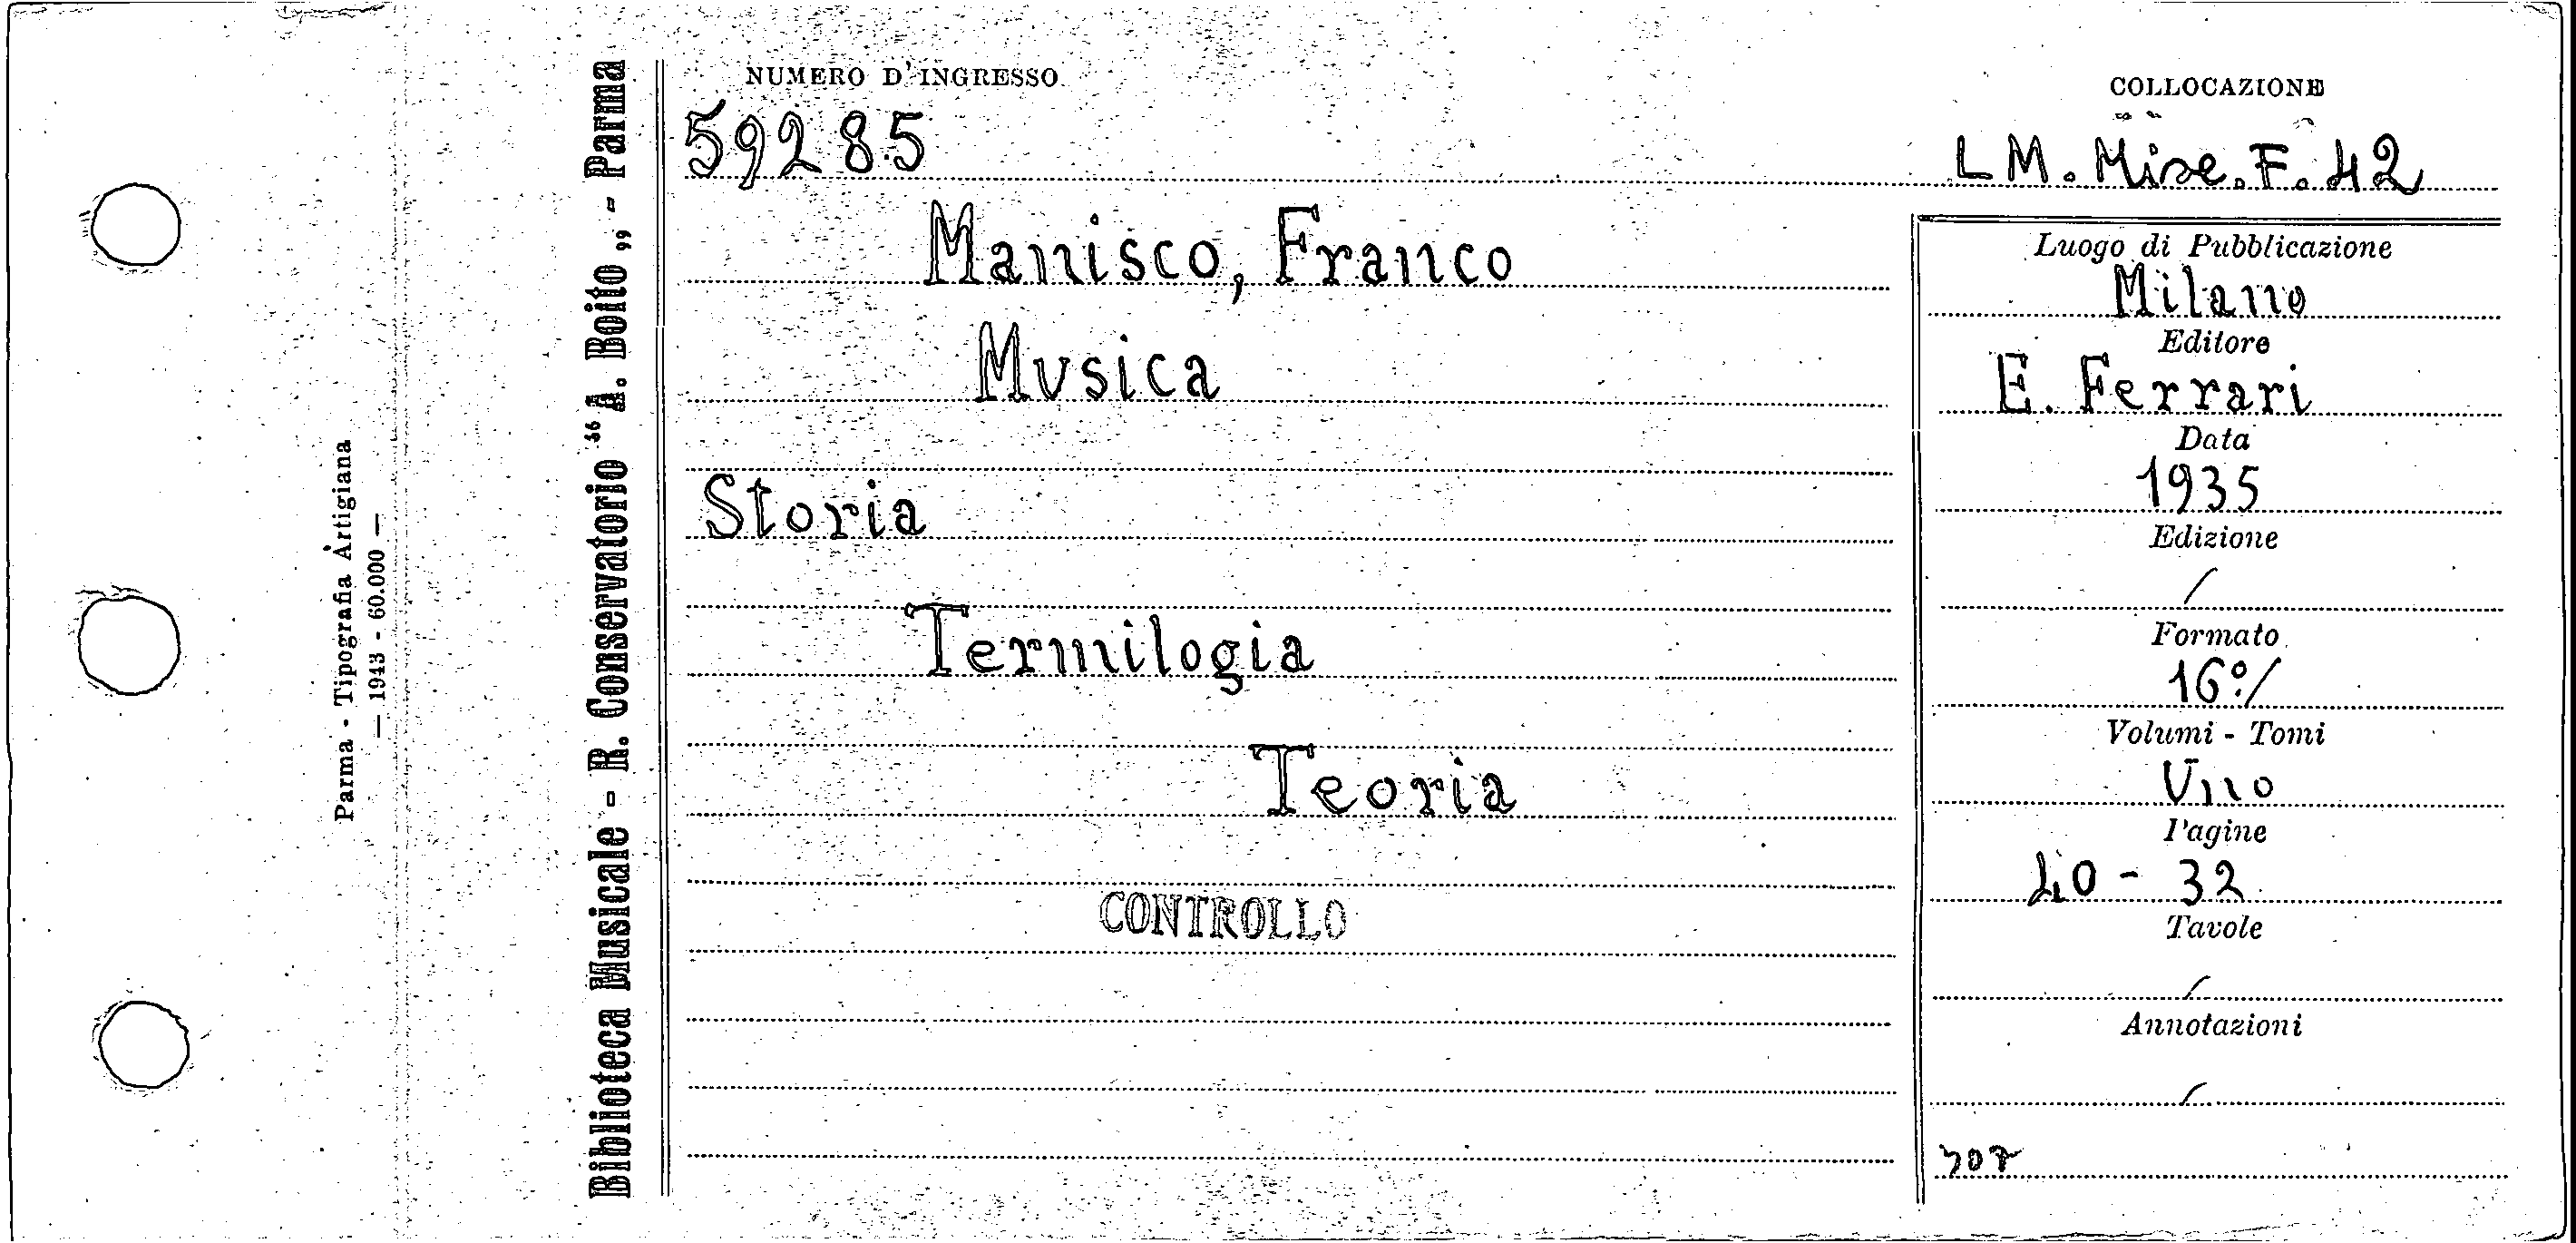 NUMERO D'INGRESSO
59285
COLLOCAZIONE
LM. Misc. F. 42
Manisco, Franco
Musica
Storia
Termilogia
Teoria
CONTROLLO
Luogo di Pubblicazione
Milano
Editore
E. Ferrari
Data
1935
Edizione
/
Formato
16°/
Volumi - Tomi
Uno
Pagine
40 - 32
Tavole
/
Annotazioni
/
Biblioteca Musicale - R. Conservatorio “A. Boito„ - Parma
Parma - Tipografia Artigiana
— 1943 - 60.000 —